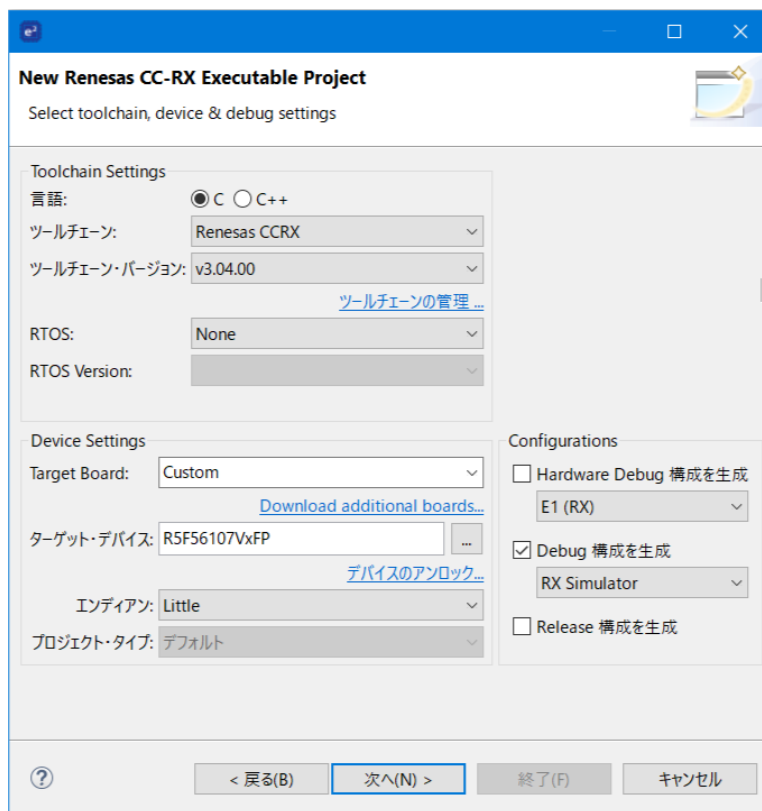 e²
New Renesas CC-RX Executable Project
Select toolchain, device & debug settings
Toolchain Settings
言語: C C++
ツールチェーン: Renesas CCRX
ツールチェーン・バージョン: v3.04.00
ツールチェーンの管理 ...
RTOS: None
RTOS Version:
Device Settings
Target Board: Custom
Download additional boards...
ターゲット・デバイス: R5F56107VxFP ...
デバイスのアンロック...
エンディアン: Little
プロジェクト・タイプ: デフォルト
Configurations
Hardware Debug 構成を生成
E1 (RX)
Debug 構成を生成
RX Simulator
Release 構成を生成
? < 戻る(B) 次へ(N) > 終了(F) キャンセル